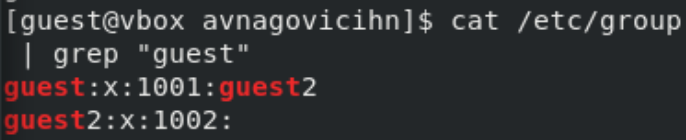 [guest@vbox avnagovicihn]$ cat /etc/group
 | grep "guest"
guest:x:1001:guest2
guest2:x:1002: